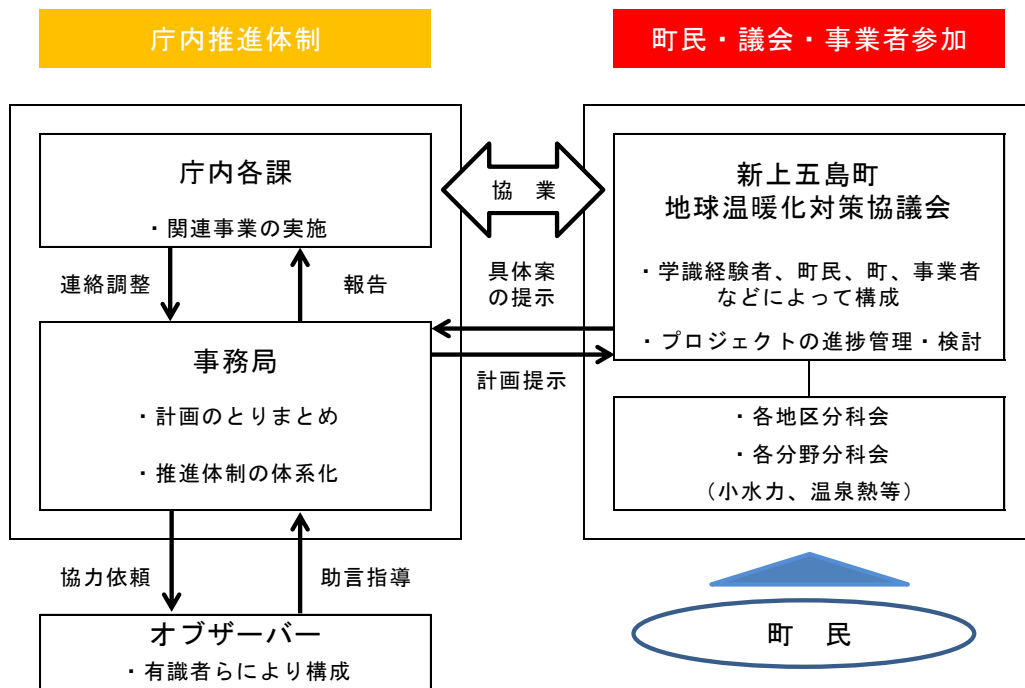 庁内推進体制
町民・議会・事業者参加
庁内各課
・関連事業の実施
連絡調整
報告
事務局
・計画のとりまとめ
・推進体制の体系化
協力依頼
助言指導
オブザーバー
・有識者らにより構成
協 業
具体案
の提示
計画提示
新上五島町
地球温暖化対策協議会
・学識経験者、町民、町、事業者
などによって構成
・プロジェクトの進捗管理・検討
・各地区分科会
・各分野分科会
（小水力、温泉熱等）
町 民